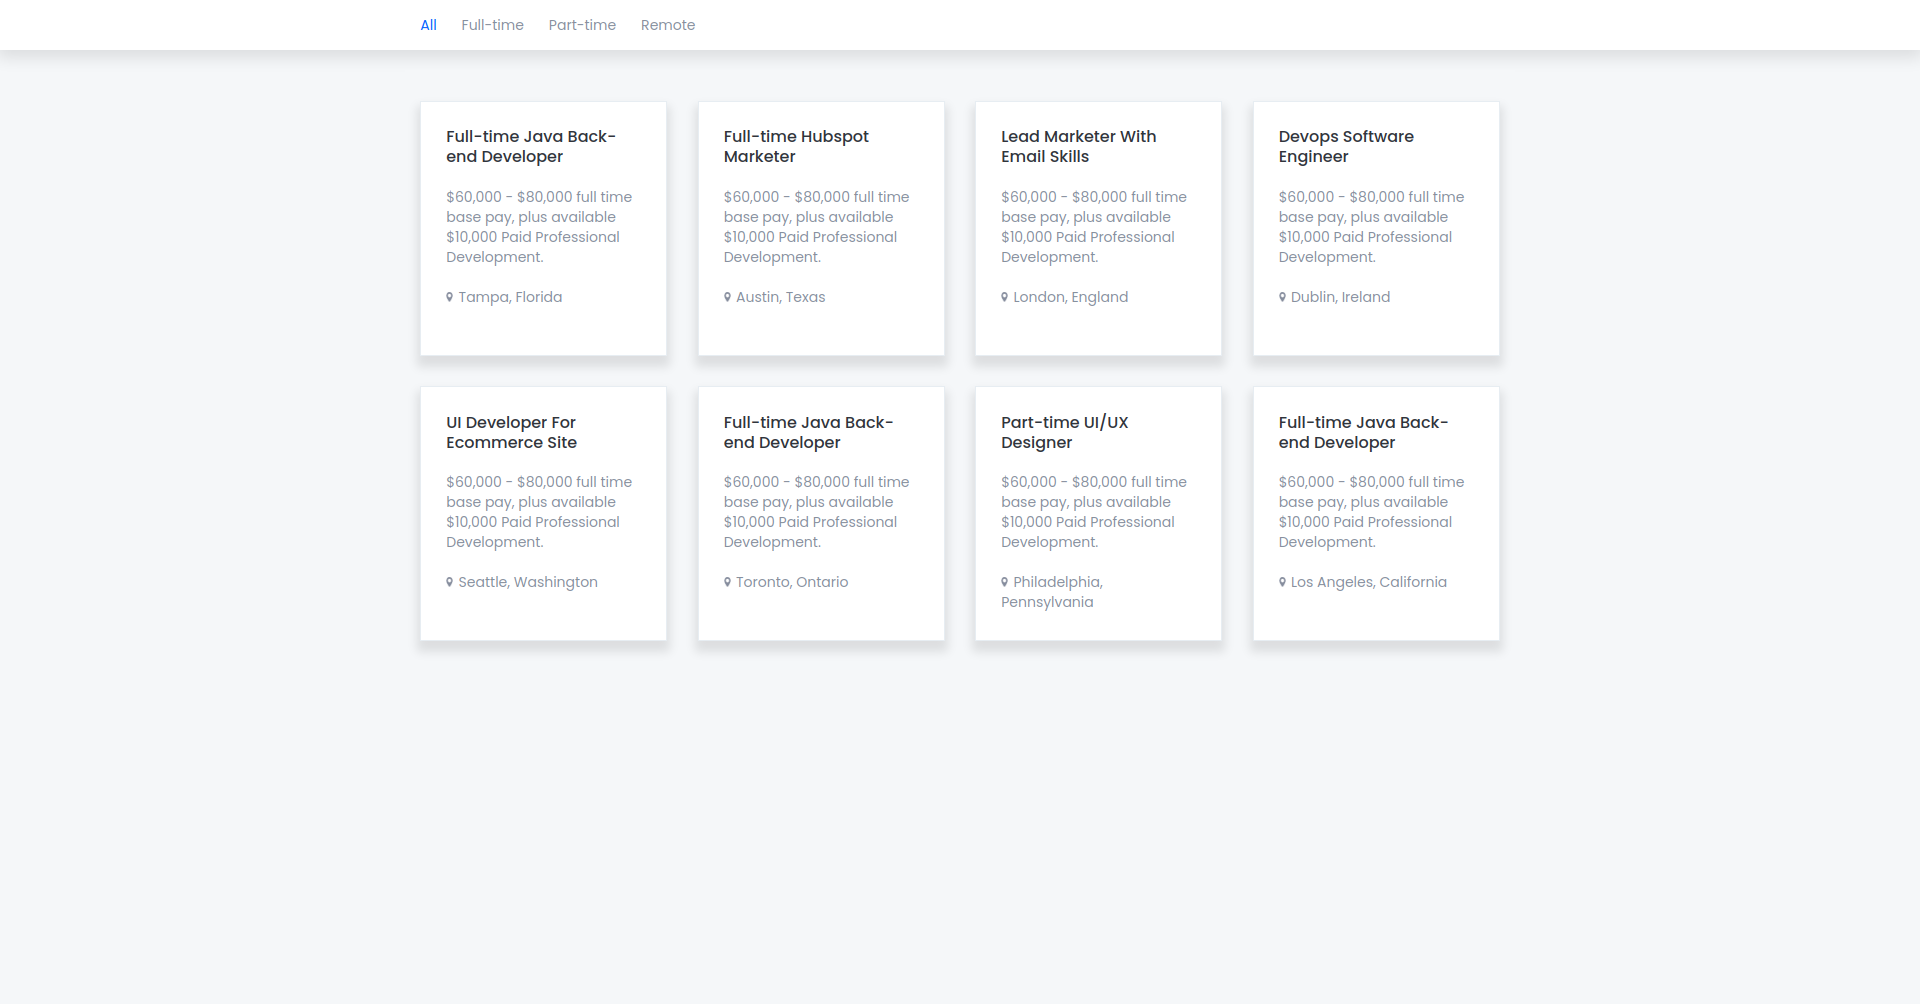 All Full-time Part-time Remote
Full-time Java Back-
end Developer
$60,000 - $80,000 full time
base pay, plus available
$10,000 Paid Professional
Development.
Tampa, Florida
Full-time Hubspot
Marketer
$60,000 - $80,000 full time
base pay, plus available
$10,000 Paid Professional
Development.
Austin, Texas
Lead Marketer With
Email Skills
$60,000 - $80,000 full time
base pay, plus available
$10,000 Paid Professional
Development.
London, England
Devops Software
Engineer
$60,000 - $80,000 full time
base pay, plus available
$10,000 Paid Professional
Development.
Dublin, Ireland
UI Developer For
Ecommerce Site
$60,000 - $80,000 full time
base pay, plus available
$10,000 Paid Professional
Development.
Seattle, Washington
Full-time Java Back-
end Developer
$60,000 - $80,000 full time
base pay, plus available
$10,000 Paid Professional
Development.
Toronto, Ontario
Part-time UI/UX
Designer
$60,000 - $80,000 full time
base pay, plus available
$10,000 Paid Professional
Development.
Philadelphia,
Pennsylvania
Full-time Java Back-
end Developer
$60,000 - $80,000 full time
base pay, plus available
$10,000 Paid Professional
Development.
Los Angeles, California